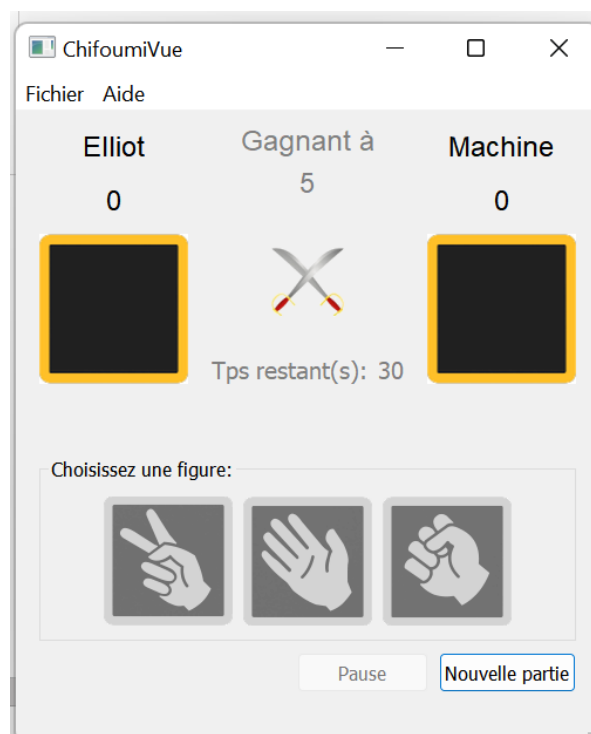 ChifoumiVue
Fichier Aide
Elliot
Gagnant à
Machine
0
5
0
Tps restant(s): 30
Choisissez une figure:
Pause
Nouvelle partie